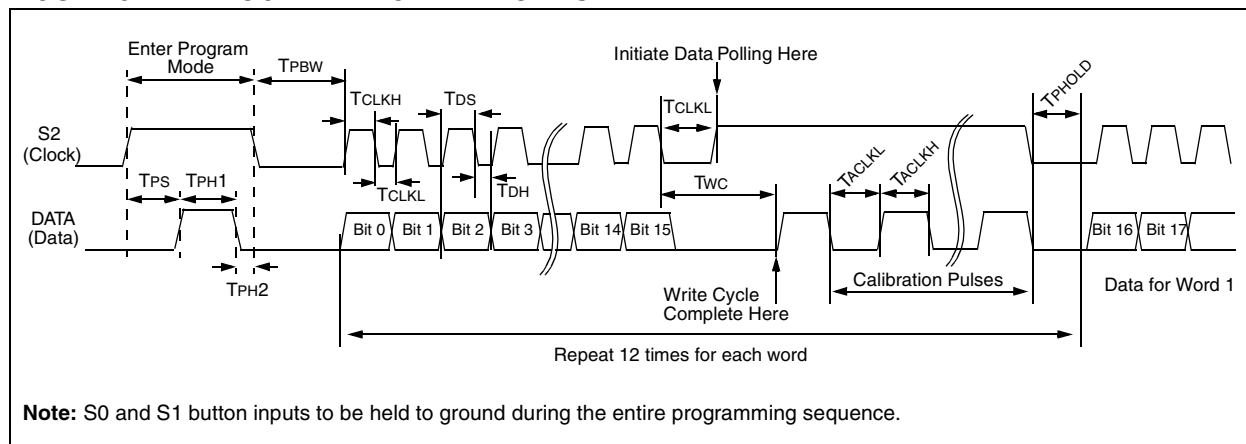 Enter Program
Mode
TPBW
Initiate Data Polling Here
TCLKH
TDS
TCLKL
TPHOLD
S2
(Clock)
TPS
TPH1
TCLKL
TDH
TWC
TACLKL
TACLKH
DATA
(Data)
Bit 0
Bit 1
Bit 2
Bit 3
Bit 14
Bit 15
Bit 16
Bit 17
TPH2
Write Cycle
Complete Here
Calibration Pulses
Data for Word 1
Repeat 12 times for each word
Note: S0 and S1 button inputs to be held to ground during the entire programming sequence.